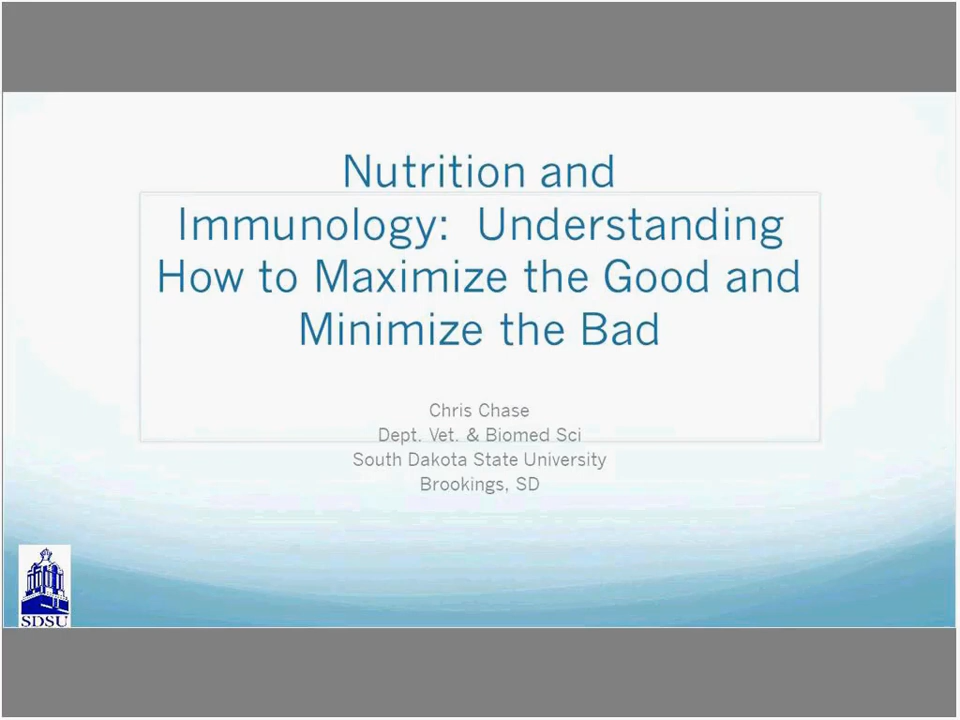 Nutrition and
Immunology:  Understanding
How to Maximize the Good and
Minimize the Bad
Chris Chase
Dept. Vet. & Biomed Sci
South Dakota State University
Brookings, SD
SDSU